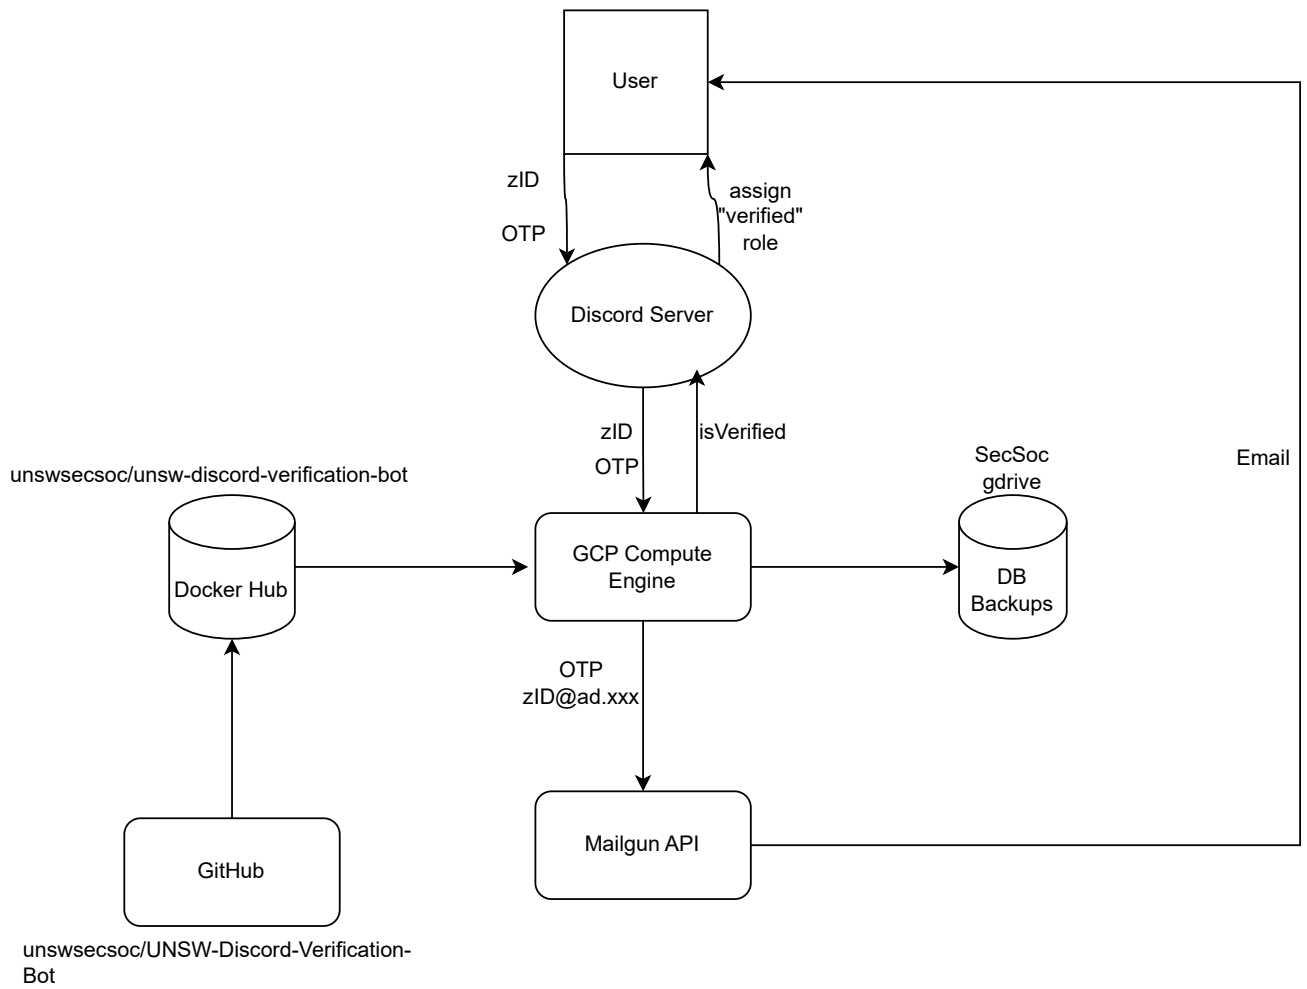 User
zID
OTP
assign
"verified"
role
Discord Server
zID
OTP
isVerified
unswsecsoc/unsw-discord-verification-bot
Docker Hub
GCP Compute
Engine
SecSoc
gdrive
DB
Backups
Email
OTP
zID@ad.xxx
Mailgun API
GitHub
unswsecsoc/UNSW-Discord-Verification-
Bot